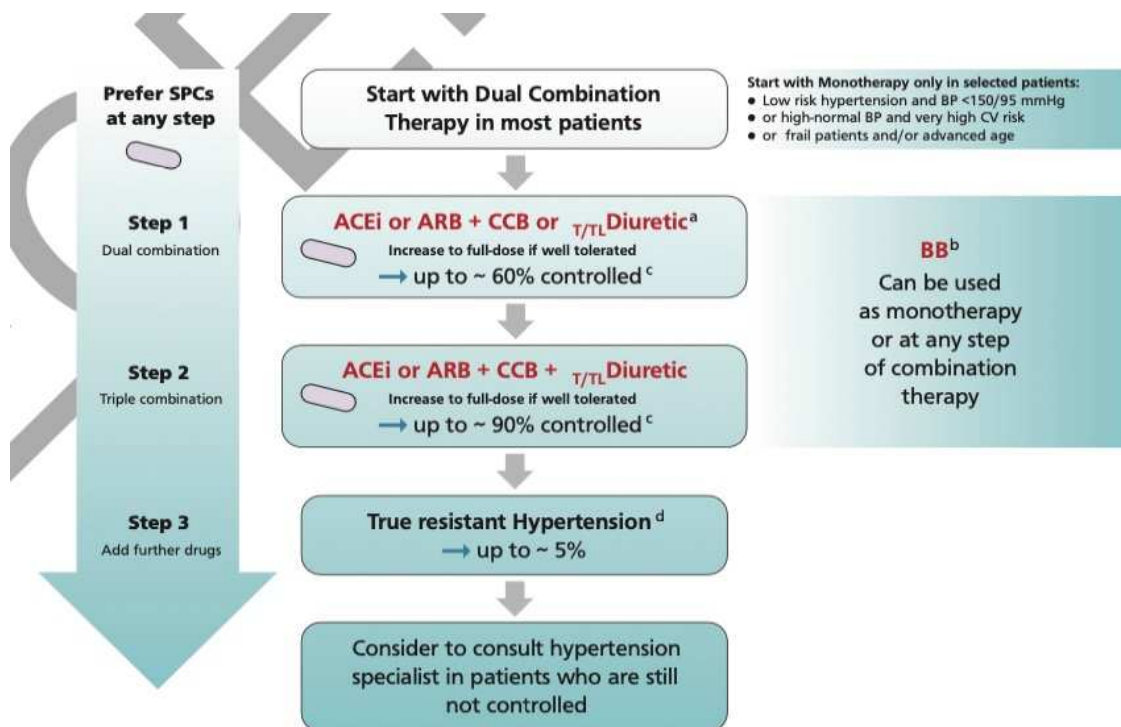 Prefer SPCs
at any step
Start with Dual Combination
Therapy in most patients
Start with Monotherapy only in selected patients:
● Low risk hypertension and BP <150/95 mmHg
● or high-normal BP and very high CV risk
● or frail patients and/or advanced age
Step 1
Dual combination
ACEi or ARB + CCB or T/TLDiuretic a
Increase to full-dose if well tolerated
→ up to ~ 60% controlled c
BB b
Can be used
as monotherapy
or at any step
of combination
therapy
Step 2
Triple combination
ACEi or ARB + CCB + T/TLDiuretic
Increase to full-dose if well tolerated
→ up to ~ 90% controlled c
Step 3
Add further drugs
True resistant Hypertension d
→ up to ~ 5%
Consider to consult hypertension
specialist in patients who are still
not controlled